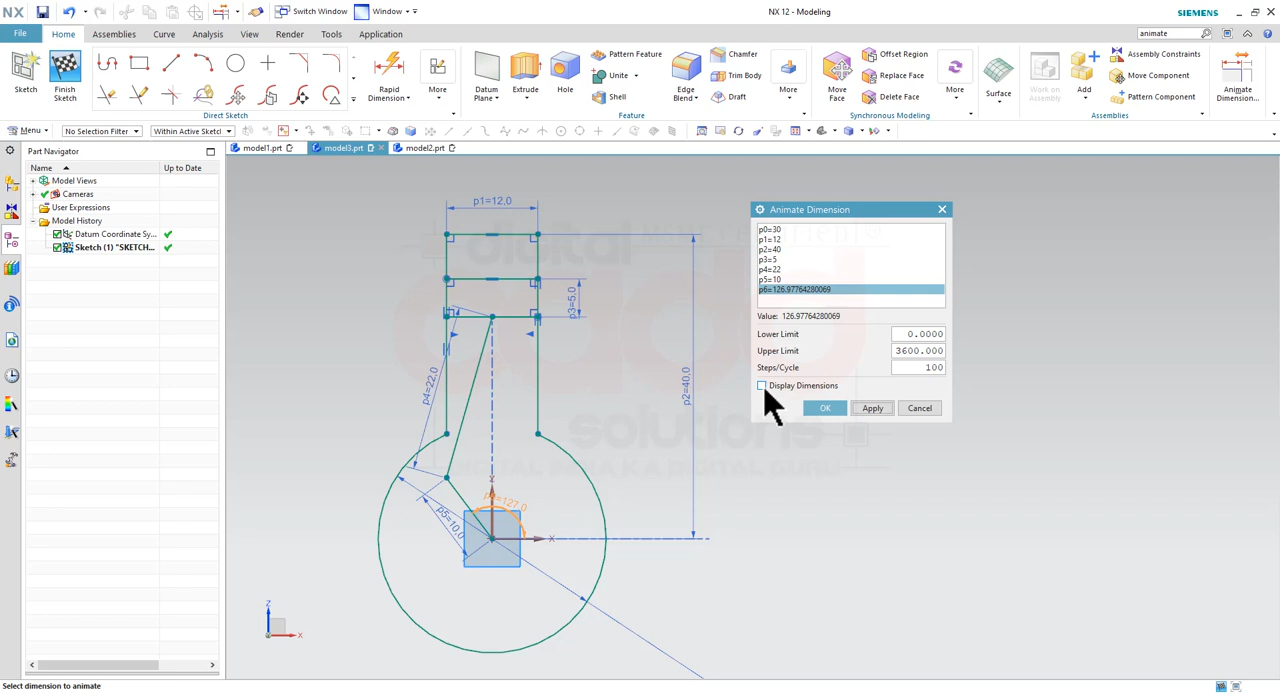 NX
Switch Window
Window
NX 12 - Modeling
SIEMENS
File
Home
Assemblies
Curve
Analysis
View
Render
Tools
Application
animate
Sketch
Finish Sketch
Rapid Dimension
More
Datum Plane
Extrude
Hole
Pattern Feature
Unite
Shell
Edge Blend
Chamfer
Trim Body
Draft
More
Move Face
Offset Region
Replace Face
Delete Face
More
Surface
Work on Assembly
Add
Assembly Constraints
Move Component
Pattern Component
Animate Dimension...
Direct Sketch
Feature
Synchronous Modeling
Assemblies
Menu
No Selection Filter
Within Active Sketch
Part Navigator
model1.prt
model3.prt
model2.prt
Name
Up to Date
Model Views
Cameras
User Expressions
Model History
Datum Coordinate Sy...
Sketch (1) "SKETCH...
p1=12,0
p3=5.0
p4=22.0
p2=40,0
p5=10.0
X
Z
X
digital
solutions
DIGITAL
KA DIGITAL GURU
Animate Dimension
p0=30
p1=12
p2=40
p3=5
p4=22
p5=10
p6=126.97764280069
Value: 126.97764280069
Lower Limit
0.0000
Upper Limit
3600.000
Steps/Cycle
100
Display Dimensions
OK
Apply
Cancel
Select dimension to animate